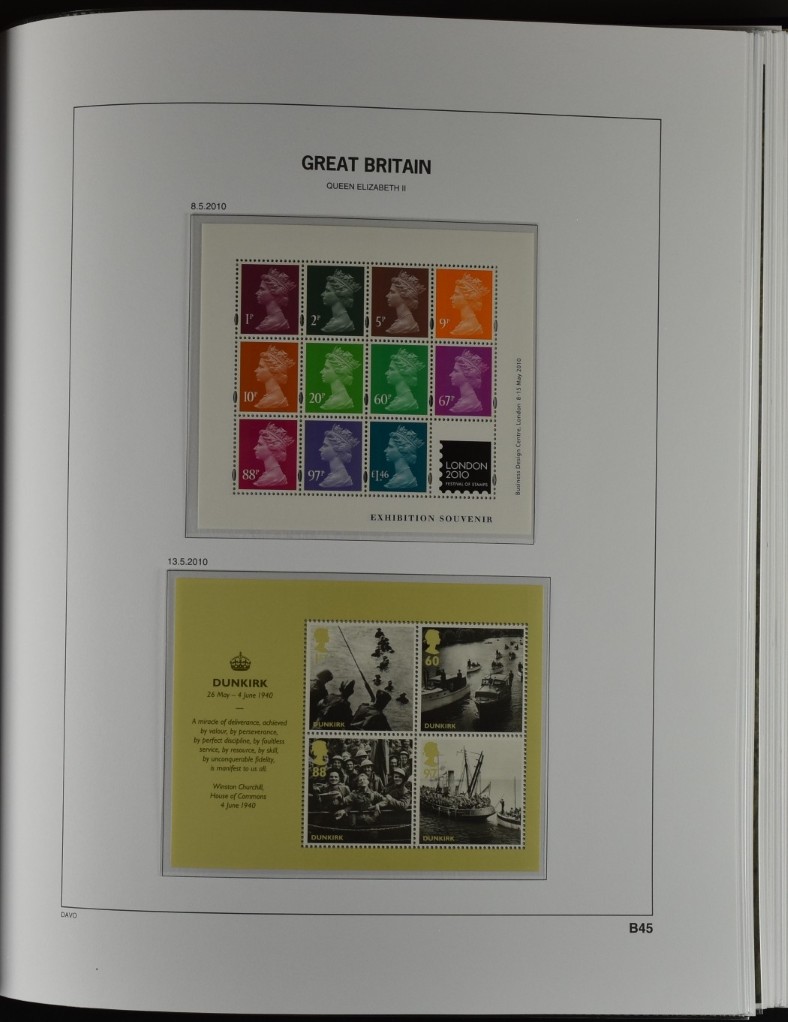 GREAT BRITAIN
QUEEN ELIZABETH II
8.5.2010
1P
2P
5P
9P
10P
20P
60P
67P
88P
97P
£1.46
LONDON
2010
FESTIVAL OF STAMPS
Business Design Centre, London 8-15 May 2010
EXHIBITION SOUVENIR
13.5.2010
DUNKIRK
26 May – 4 June 1940
A miracle of deliverance, achieved
by valour, by perseverance,
by perfect discipline, by faultless
service, by resource, by skill,
by unconquerable fidelity,
is manifest to us all.
Winston Churchill,
House of Commons
4 June 1940
DUNKIRK
60
DUNKIRK
88
DUNKIRK
97
DUNKIRK
DAVO
B45